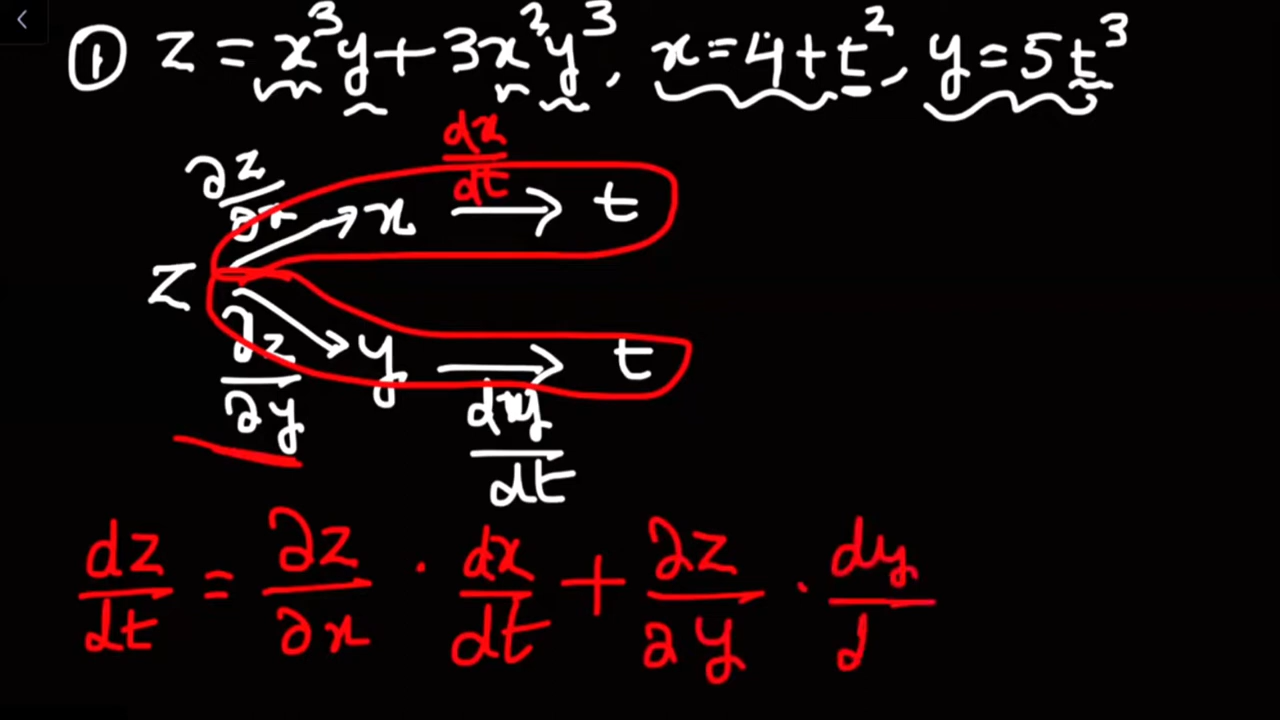 ① z = x³y + 3x²y³, x = 4 + t², y = 5t³
dx/dt
∂z/∂x x → t
z
∂z/∂y y → t
dy/dt
dz/dt = ∂z/∂x · dx/dt + ∂z/∂y · dy/d